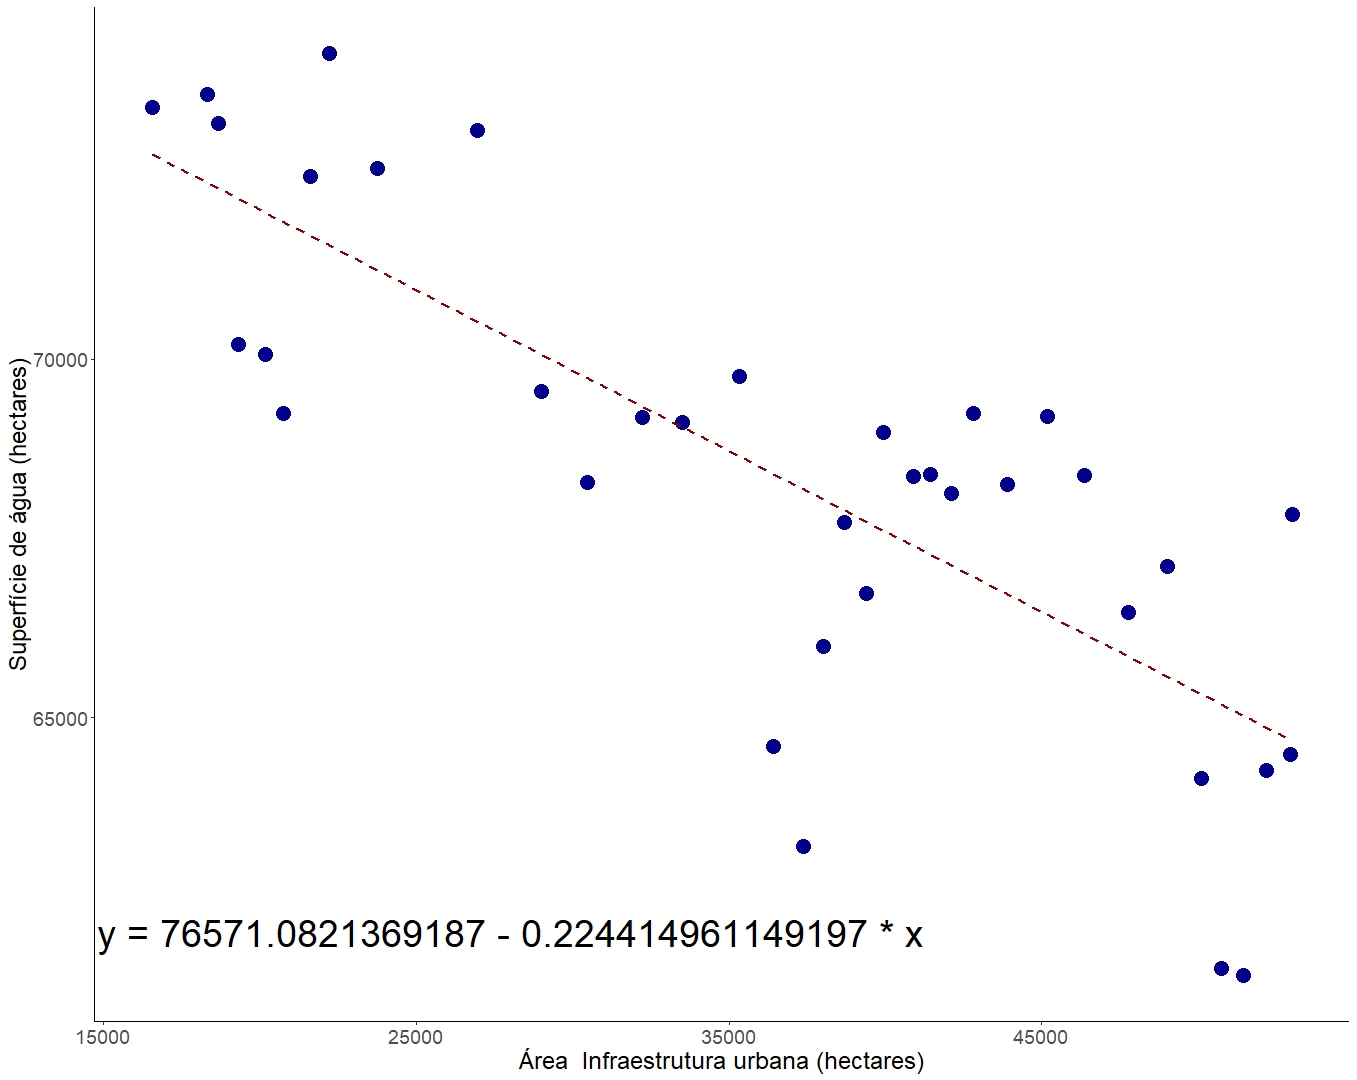 Superfície de água (hectares)
70000
65000
y = 76571.0821369187 - 0.224414961149197 * x
15000 25000 35000 45000
Área  Infraestrutura urbana (hectares)